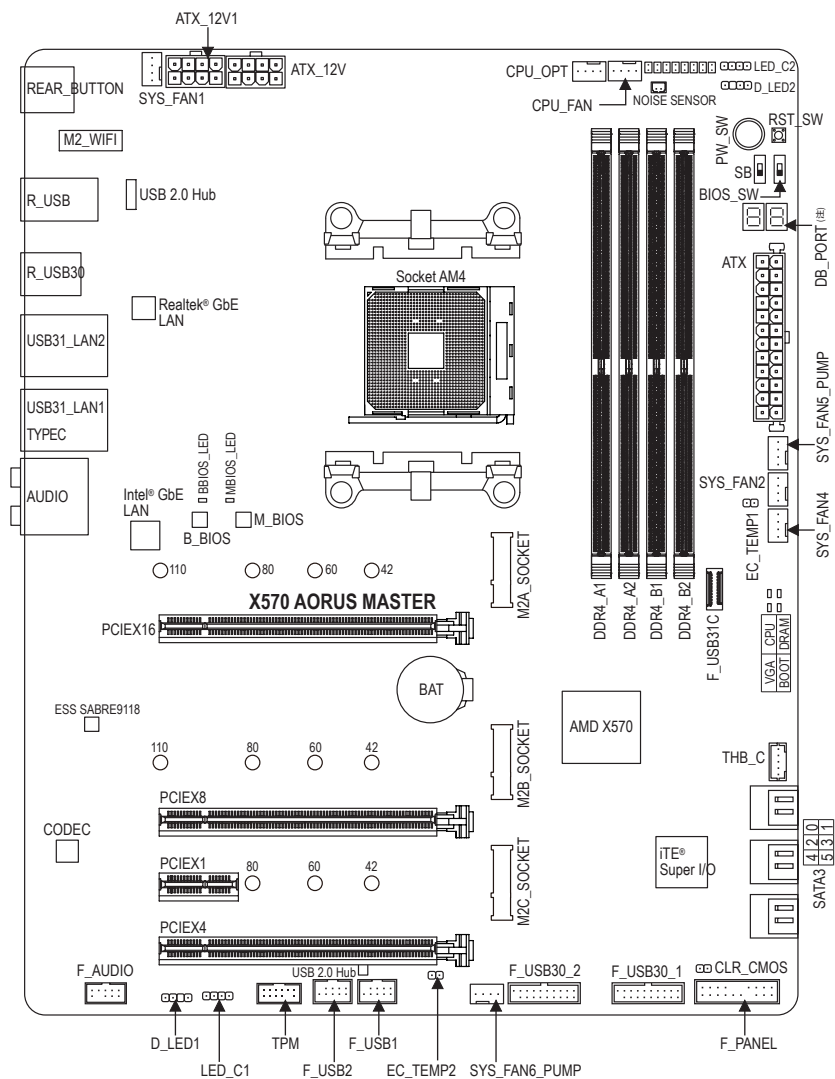 ATX_12V1
ATX_12V
SYS_FAN1
CPU_OPT
CPU_FAN
LED_C2
D_LED2
NOISE SENSOR
REAR_BUTTON
M2_WIFI
PW_SW
RST_SW
SB
BIOS_SW
DB_PORT (註)
R_USB
USB 2.0 Hub
R_USB30
Realtek® GbE
LAN
Socket AM4
ATX
USB31_LAN2
USB31_LAN1
TYPEC
SYS_FAN5_PUMP
AUDIO
BBIOS_LED
MBIOS_LED
Intel® GbE
LAN
B_BIOS
M_BIOS
SYS_FAN2
SYS_FAN4
EC_TEMP1
110
80
60
42
M2A_SOCKET
X570 AORUS MASTER
PCIEX16
DDR4_A1
DDR4_A2
DDR4_B1
DDR4_B2
F_USB31C
VGA CPU
BOOT DRAM
BAT
ESS SABRE9118
AMD X570
110
80
60
42
M2B_SOCKET
THB_C
PCIEX8
CODEC
PCIEX1
80
60
42
M2C_SOCKET
iTE®
Super I/O
4 2 0
5 3 1
SATA3
PCIEX4
F_AUDIO
USB 2.0 Hub
F_USB30_2
F_USB30_1
CLR_CMOS
D_LED1
LED_C1
TPM
F_USB2
F_USB1
EC_TEMP2
SYS_FAN6_PUMP
F_PANEL